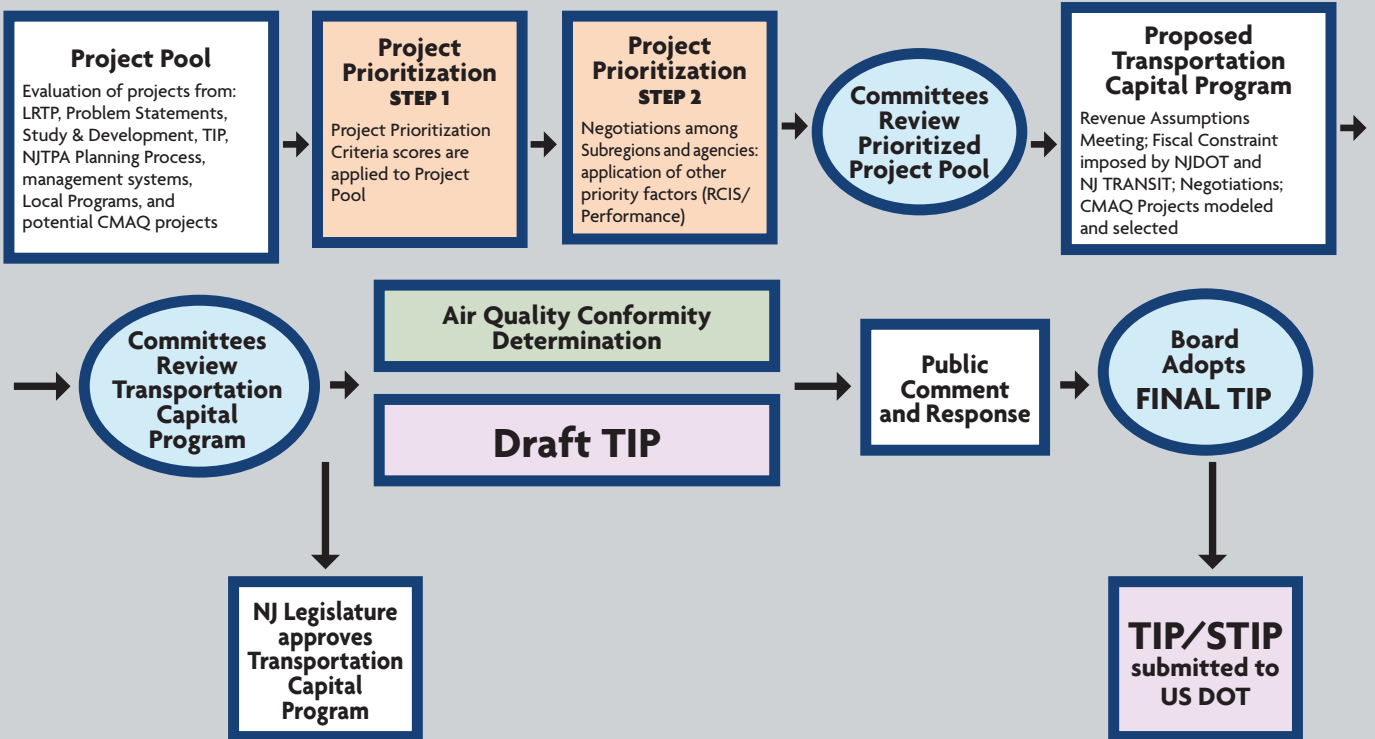 Project Pool
Evaluation of projects from:
LRTP, Problem Statements,
Study & Development, TIP,
NJTPA Planning Process,
management systems,
Local Programs, and
potential CMAQ projects
Project
Prioritization
STEP 1
Project Prioritization
Criteria scores are
applied to Project
Pool
Project
Prioritization
STEP 2
Negotiations among
Subregions and agencies:
application of other
priority factors (RCIS/
Performance)
Committees
Review
Prioritized
Project Pool
Proposed
Transportation
Capital Program
Revenue Assumptions
Meeting; Fiscal Constraint
imposed by NJDOT and
NJ TRANSIT; Negotiations;
CMAQ Projects modeled
and selected
Committees
Review
Transportation
Capital
Program
Air Quality Conformity
Determination
Draft TIP
Public
Comment
and Response
Board
Adopts
FINAL TIP
NJ Legislature
approves
Transportation
Capital
Program
TIP/STIP
submitted to
US DOT